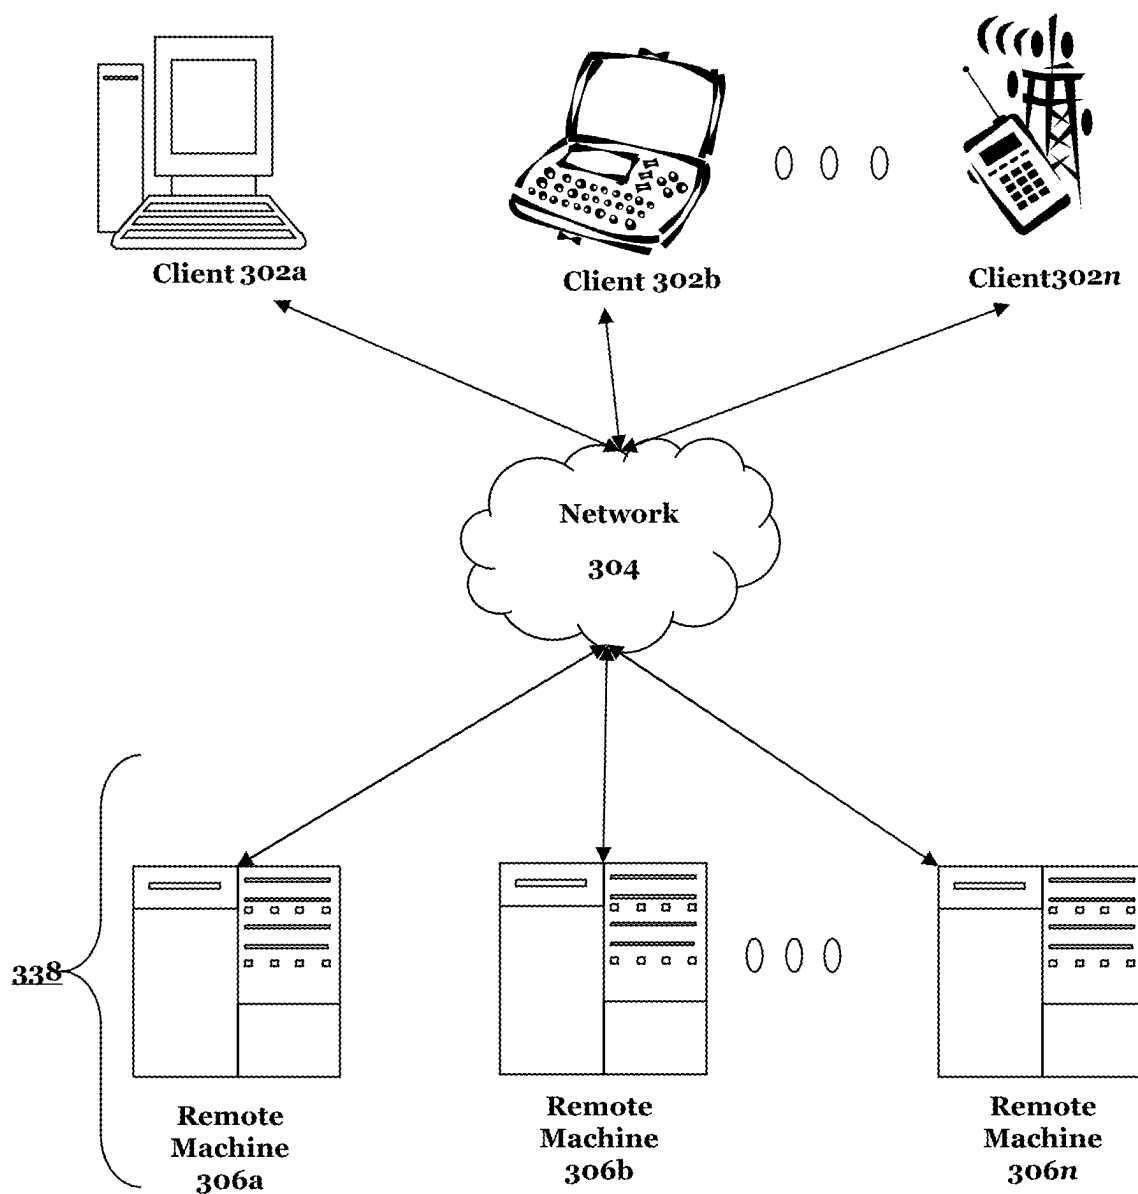 Client 302a
Client 302b
Client302n
Network
304
338
Remote
Machine
306a
Remote
Machine
306b
Remote
Machine
306n